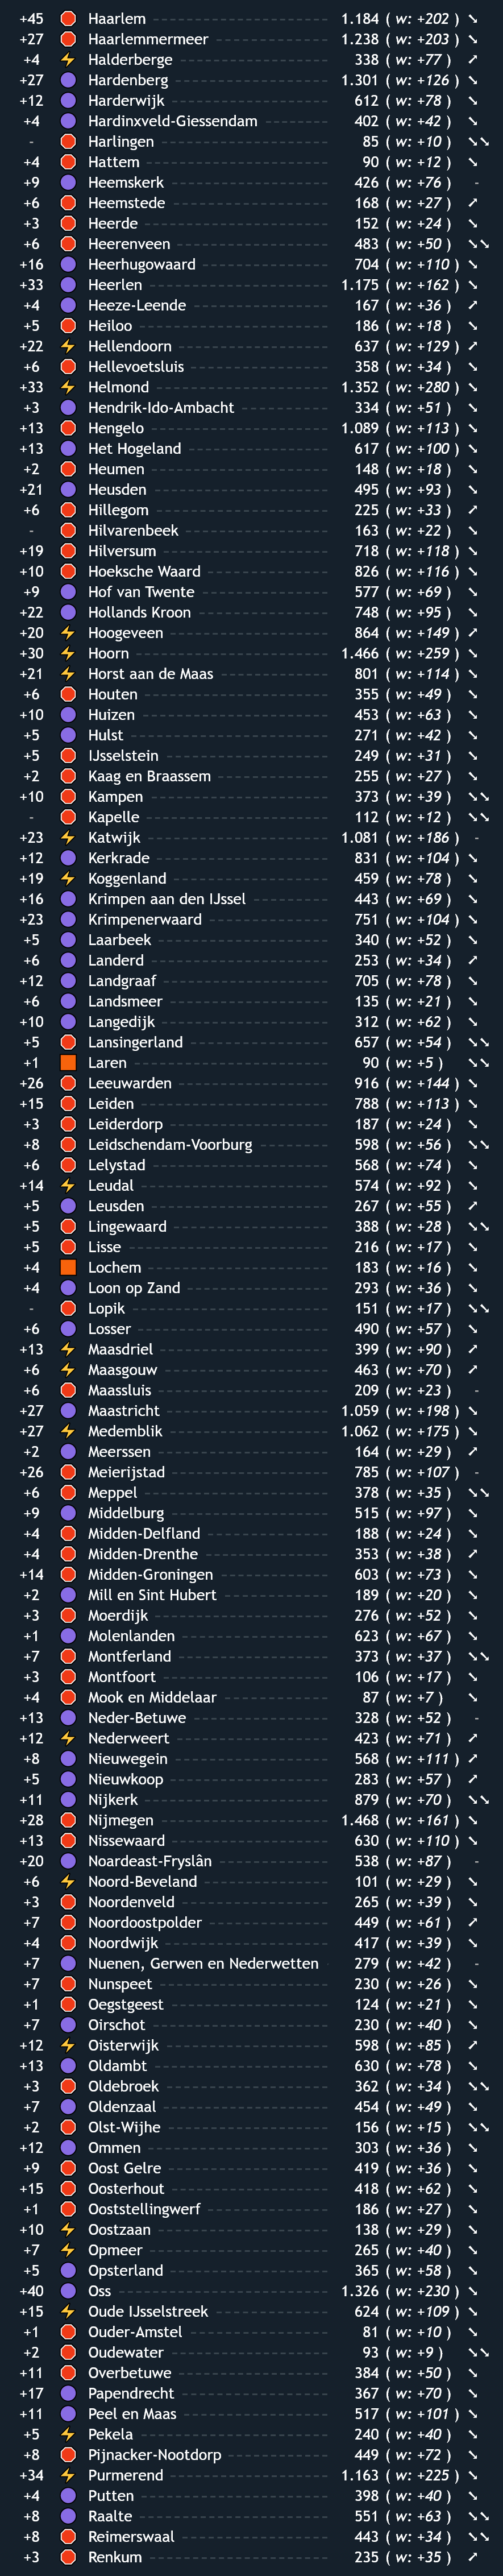 +45 Haarlem 1.184 ( w: +202 ) ↘
+27 Haarlemmermeer 1.238 ( w: +203 ) ↘
+4 Halderberge 338 ( w: +77 ) ↗
+27 Hardenberg 1.301 ( w: +126 ) ↘
+12 Harderwijk 612 ( w: +78 ) ↘
+4 Hardinxveld-Giessendam 402 ( w: +42 ) ↘
- Harlingen 85 ( w: +10 ) ↘↘
+4 Hattem 90 ( w: +12 ) ↘
+9 Heemskerk 426 ( w: +76 ) -
+6 Heemstede 168 ( w: +27 ) ↗
+3 Heerde 152 ( w: +24 ) ↘
+6 Heerenveen 483 ( w: +50 ) ↘↘
+16 Heerhugowaard 704 ( w: +110 ) ↘
+33 Heerlen 1.175 ( w: +162 ) ↘
+4 Heeze-Leende 167 ( w: +36 ) ↗
+5 Heiloo 186 ( w: +18 ) ↘
+22 Hellendoorn 637 ( w: +129 ) ↗
+6 Hellevoetsluis 358 ( w: +34 ) ↘
+33 Helmond 1.352 ( w: +280 ) ↘
+3 Hendrik-Ido-Ambacht 334 ( w: +51 ) ↘
+13 Hengelo 1.089 ( w: +113 ) ↘
+13 Het Hogeland 617 ( w: +100 ) ↘
+2 Heumen 148 ( w: +18 ) ↘
+21 Heusden 495 ( w: +93 ) ↘
+6 Hillegom 225 ( w: +33 ) ↗
- Hilvarenbeek 163 ( w: +22 ) ↘
+19 Hilversum 718 ( w: +118 ) ↘
+10 Hoeksche Waard 826 ( w: +116 ) ↘
+9 Hof van Twente 577 ( w: +69 ) ↘
+22 Hollands Kroon 748 ( w: +95 ) ↘
+20 Hoogeveen 864 ( w: +149 ) ↗
+30 Hoorn 1.466 ( w: +259 ) ↘
+21 Horst aan de Maas 801 ( w: +114 ) ↘
+6 Houten 355 ( w: +49 ) ↘
+10 Huizen 453 ( w: +63 ) ↘
+5 Hulst 271 ( w: +42 ) ↘
+5 IJsselstein 249 ( w: +31 ) ↘
+2 Kaag en Braassem 255 ( w: +27 ) ↘
+10 Kampen 373 ( w: +39 ) ↘↘
- Kapelle 112 ( w: +12 ) ↘↘
+23 Katwijk 1.081 ( w: +186 ) -
+12 Kerkrade 831 ( w: +104 ) ↘
+19 Koggenland 459 ( w: +78 ) ↘
+16 Krimpen aan den IJssel 443 ( w: +69 ) ↘
+23 Krimpenerwaard 751 ( w: +104 ) ↘
+5 Laarbeek 340 ( w: +52 ) ↘
+6 Landerd 253 ( w: +34 ) ↗
+12 Landgraaf 705 ( w: +78 ) ↘
+6 Landsmeer 135 ( w: +21 ) ↘
+10 Langedijk 312 ( w: +62 ) ↘
+5 Lansingerland 657 ( w: +54 ) ↘↘
+1 Laren 90 ( w: +5 ) ↘↘
+26 Leeuwarden 916 ( w: +144 ) ↘
+15 Leiden 788 ( w: +113 ) ↘
+3 Leiderdorp 187 ( w: +24 ) ↘
+8 Leidschendam-Voorburg 598 ( w: +56 ) ↘↘
+6 Lelystad 568 ( w: +74 ) ↘
+14 Leudal 574 ( w: +92 ) ↘
+5 Leusden 267 ( w: +55 ) ↗
+5 Lingewaard 388 ( w: +28 ) ↘↘
+5 Lisse 216 ( w: +17 ) ↘
+4 Lochem 183 ( w: +16 ) ↘
+4 Loon op Zand 293 ( w: +36 ) ↘
- Lopik 151 ( w: +17 ) ↘↘
+6 Losser 490 ( w: +57 ) ↘
+13 Maasdriel 399 ( w: +90 ) ↗
+6 Maasgouw 463 ( w: +70 ) ↗
+6 Maassluis 209 ( w: +23 ) -
+27 Maastricht 1.059 ( w: +198 ) ↘
+27 Medemblik 1.062 ( w: +175 ) ↘
+2 Meerssen 164 ( w: +29 ) ↗
+26 Meierijstad 785 ( w: +107 ) -
+6 Meppel 378 ( w: +35 ) ↘↘
+9 Middelburg 515 ( w: +97 ) ↘
+4 Midden-Delfland 188 ( w: +24 ) ↘
+4 Midden-Drenthe 353 ( w: +38 ) ↗
+14 Midden-Groningen 603 ( w: +73 ) ↘
+2 Mill en Sint Hubert 189 ( w: +20 ) ↘
+3 Moerdijk 276 ( w: +52 ) ↘
+1 Molenlanden 623 ( w: +67 ) ↘
+7 Montferland 373 ( w: +37 ) ↘↘
+3 Montfoort 106 ( w: +17 ) ↘
+4 Mook en Middelaar 87 ( w: +7 ) ↘
+13 Neder-Betuwe 328 ( w: +52 ) -
+12 Nederweert 423 ( w: +71 ) ↗
+8 Nieuwegein 568 ( w: +111 ) ↗
+5 Nieuwkoop 283 ( w: +57 ) ↗
+11 Nijkerk 879 ( w: +70 ) ↘↘
+28 Nijmegen 1.468 ( w: +161 ) ↘
+13 Nissewaard 630 ( w: +110 ) ↘
+20 Noardeast-Fryslân 538 ( w: +87 ) -
+6 Noord-Beveland 101 ( w: +29 ) ↘
+3 Noordenveld 265 ( w: +39 ) ↘
+7 Noordoostpolder 449 ( w: +61 ) ↗
+4 Noordwijk 417 ( w: +39 ) ↘
+7 Nuenen, Gerwen en Nederwetten 279 ( w: +42 ) -
+7 Nunspeet 230 ( w: +26 ) ↘
+1 Oegstgeest 124 ( w: +21 ) ↘
+7 Oirschot 230 ( w: +40 ) ↘
+12 Oisterwijk 598 ( w: +85 ) ↗
+13 Oldambt 630 ( w: +78 ) ↘
+3 Oldebroek 362 ( w: +34 ) ↘↘
+7 Oldenzaal 454 ( w: +49 ) ↘
+2 Olst-Wijhe 156 ( w: +15 ) ↘↘
+12 Ommen 303 ( w: +36 ) ↘
+9 Oost Gelre 419 ( w: +36 ) ↘
+15 Oosterhout 418 ( w: +62 ) ↘
+1 Ooststellingwerf 186 ( w: +27 ) ↘
+10 Oostzaan 138 ( w: +29 ) ↘
+7 Opmeer 265 ( w: +40 ) ↘
+5 Opsterland 365 ( w: +58 ) ↘
+40 Oss 1.326 ( w: +230 ) ↘
+15 Oude IJsselstreek 624 ( w: +109 ) ↘
+1 Ouder-Amstel 81 ( w: +10 ) ↘
+2 Oudewater 93 ( w: +9 ) ↘↘
+11 Overbetuwe 384 ( w: +50 ) ↘
+17 Papendrecht 367 ( w: +70 ) ↘
+11 Peel en Maas 517 ( w: +101 ) ↘
+5 Pekela 240 ( w: +40 ) ↘
+8 Pijnacker-Nootdorp 449 ( w: +72 ) ↘
+34 Purmerend 1.163 ( w: +225 ) ↘
+4 Putten 398 ( w: +40 ) ↘
+8 Raalte 551 ( w: +63 ) ↘↘
+8 Reimerswaal 443 ( w: +34 ) ↘↘
+3 Renkum 235 ( w: +35 ) ↗